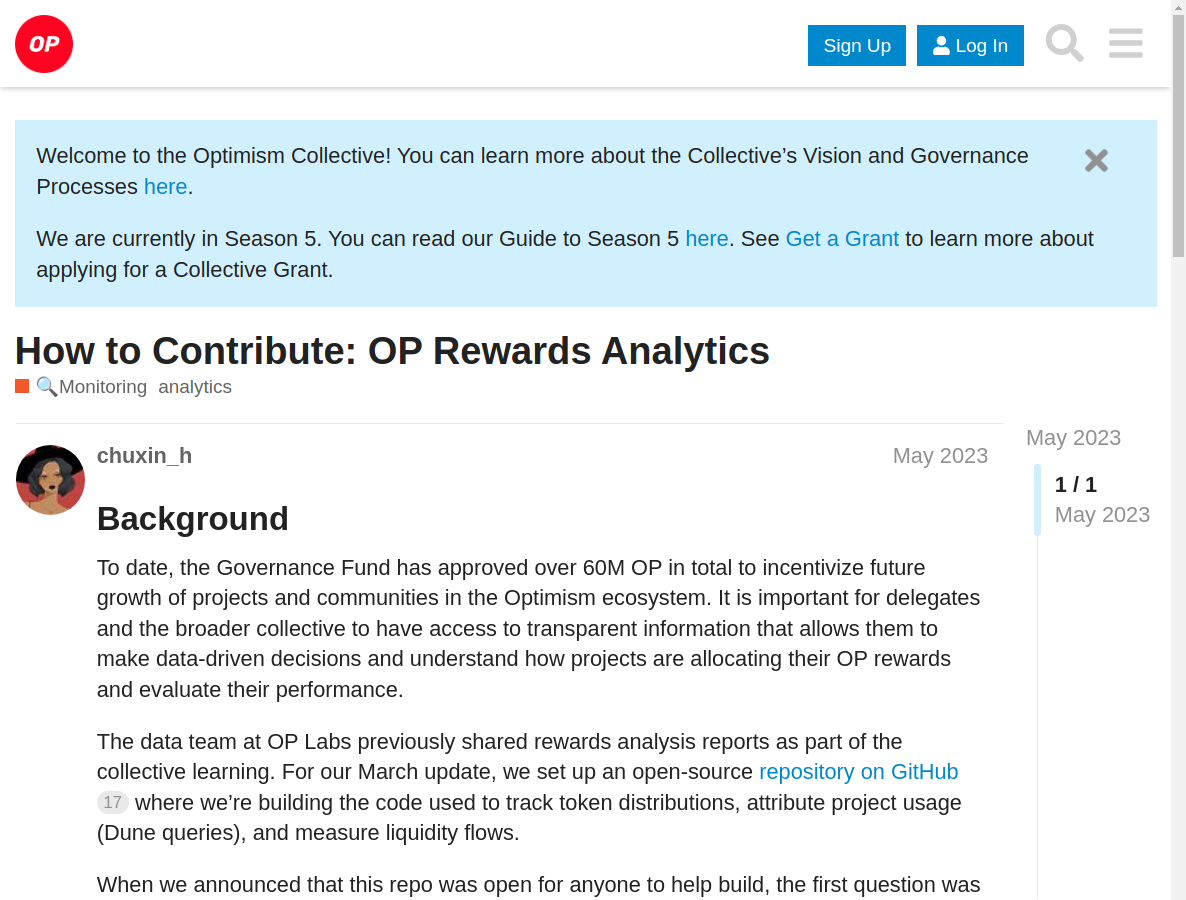 OP
Sign Up
Log In
Welcome to the Optimism Collective! You can learn more about the Collective’s Vision and Governance
Processes here.
We are currently in Season 5. You can read our Guide to Season 5 here. See Get a Grant to learn more about
applying for a Collective Grant.
How to Contribute: OP Rewards Analytics
Monitoring analytics
chuxin_h
May 2023
May 2023
1 / 1
May 2023
Background
To date, the Governance Fund has approved over 60M OP in total to incentivize future
growth of projects and communities in the Optimism ecosystem. It is important for delegates
and the broader collective to have access to transparent information that allows them to
make data-driven decisions and understand how projects are allocating their OP rewards
and evaluate their performance.
The data team at OP Labs previously shared rewards analysis reports as part of the
collective learning. For our March update, we set up an open-source repository on GitHub
17 where we’re building the code used to track token distributions, attribute project usage
(Dune queries), and measure liquidity flows.
When we announced that this repo was open for anyone to help build, the first question was